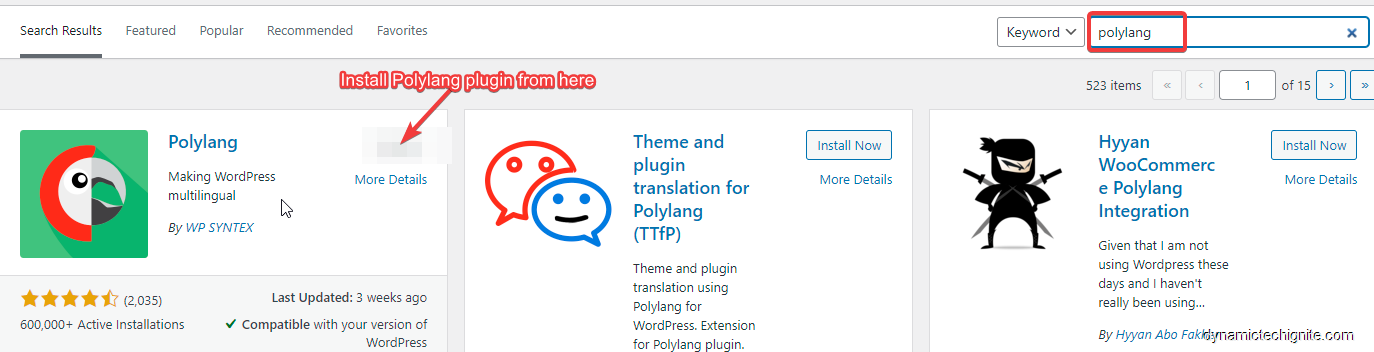 Search Results Featured Popular Recommended Favorites Keyword polylang
Install Polylang plugin from here
523 items « ‹ 1 of 15 › »
Polylang
Making WordPress
multilingual
By WP SYNTEX
More Details
(2,035)
Last Updated: 3 weeks ago
600,000+ Active Installations
Compatible with your version of
WordPress
Theme and
plugin
translation for
Polylang
(TTfP)
Install Now
More Details
Theme and plugin
translation using
Polylang for
WordPress. Extension
for Polylang plugin.
Hyyan
WooCommerc
e Polylang
Integration
Install Now
More Details
Given that I am not
using Wordpress these
days and I haven't
really been using...
By Hyyan Abo
dynamictechignite.com